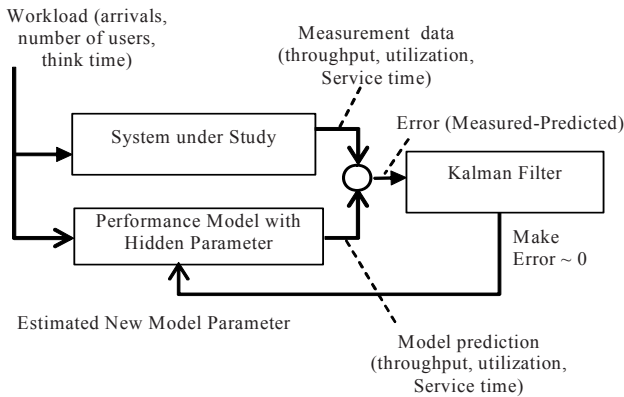 Workload (arrivals,
number of users,
think time)
Measurement data
(throughput, utilization,
Service time)
System under Study
Error (Measured-Predicted)
Kalman Filter
Performance Model with
Hidden Parameter
Make
Error ~ 0
Estimated New Model Parameter
Model prediction
(throughput, utilization,
Service time)